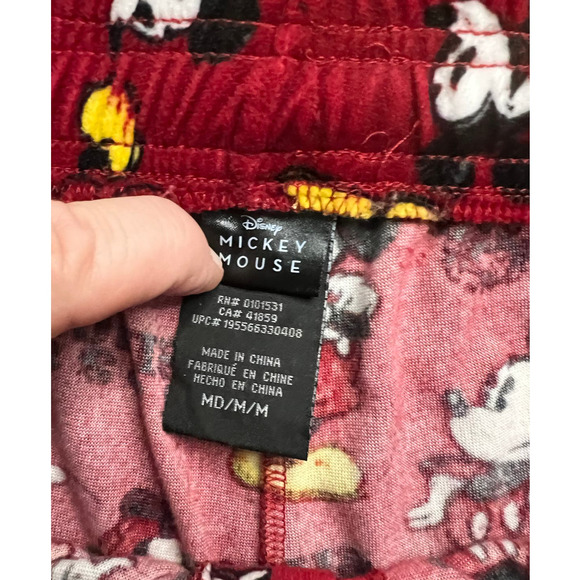 Disney
MICKEY
MOUSE
RN# 0101531
CA# 41859
UPC# 195566330408
MADE IN CHINA
FABRIQUÉ EN CHINE
HECHO EN CHINA
MD/M/M